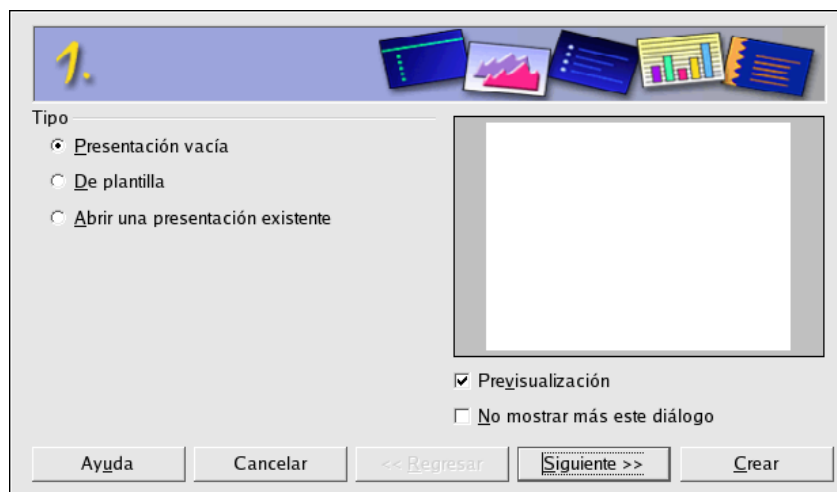 1.
Tipo
Presentación vacía
De plantilla
Abrir una presentación existente
Previsualización
No mostrar más este diálogo
Ayuda Cancelar << Regresar Siguiente >> Crear